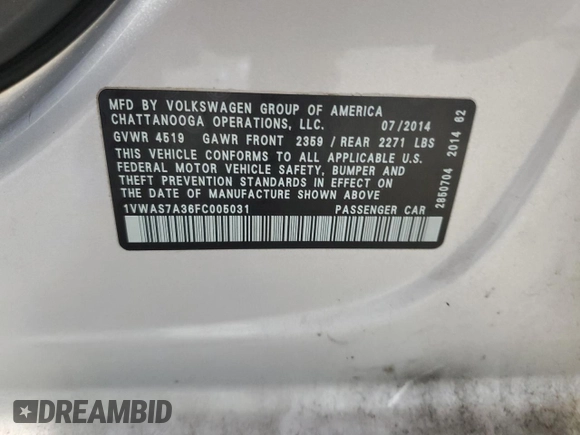 MFD BY VOLKSWAGEN GROUP OF AMERICA
CHATTANOOGA OPERATIONS, LLC. 07/2014
GVWR 4519 GAWR FRONT 2359 / REAR 2271 LBS
THIS VEHICLE CONFORMS TO ALL APPLICABLE U.S.
FEDERAL MOTOR VEHICLE SAFETY, BUMPER AND
THEFT PREVENTION STANDARDS IN EFFECT ON
THE DATE OF MANUFACTURE SHOWN ABOVE
1VWAS7A36FC005031 PASSENGER CAR
2850704 2014 62
DREAMBID